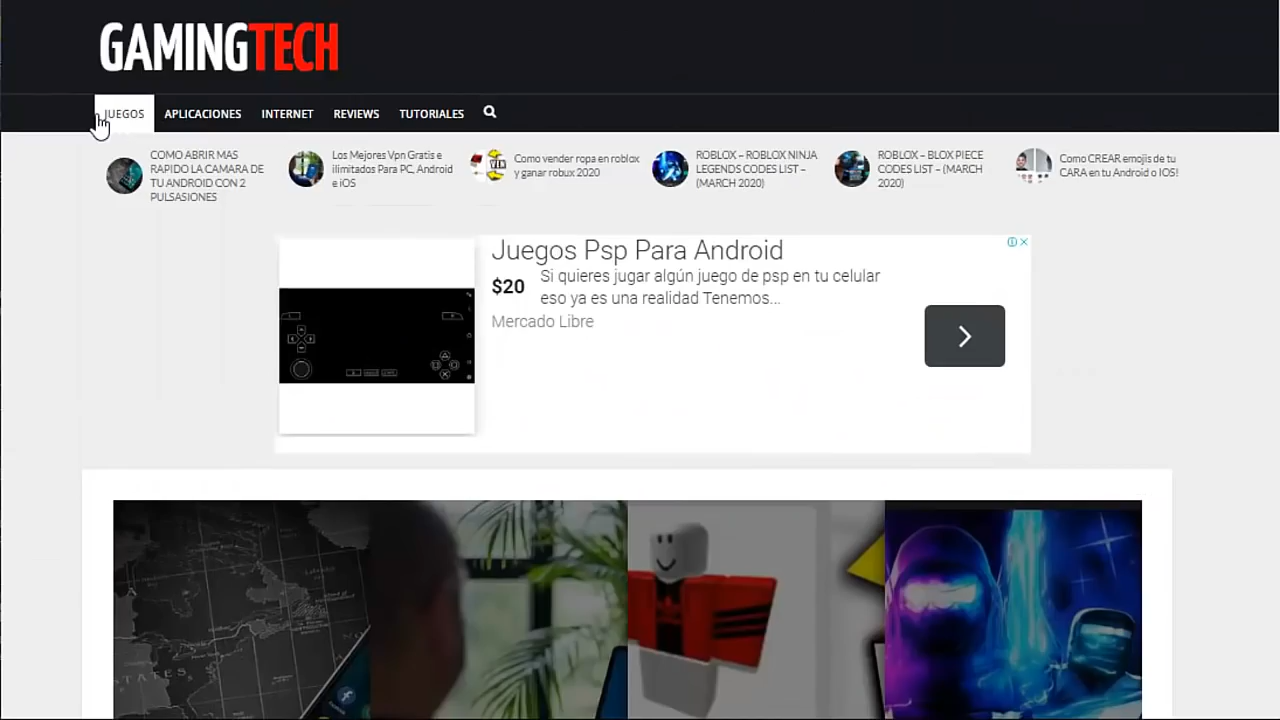 GAMINGTECH
JUEGOS APLICACIONES INTERNET REVIEWS TUTORIALES
COMO ABRIR MAS
RAPIDO LA CAMARA DE
TU ANDROID CON 2
PULSASIONES
Los Mejores Vpn Gratis e
ilimitados Para PC, Android
e iOS
Como vender ropa en roblox
y ganar robux 2020
ROBLOX – ROBLOX NINJA
LEGENDS CODES LIST –
(MARCH 2020)
ROBLOX – BLOX PIECE
CODES LIST – (MARCH
2020)
Como CREAR emojis de tu
CARA en tu Android o IOS!
Juegos Psp Para Android
$20
Si quieres jugar algún juego de psp en tu celular
eso ya es una realidad Tenemos...
Mercado Libre